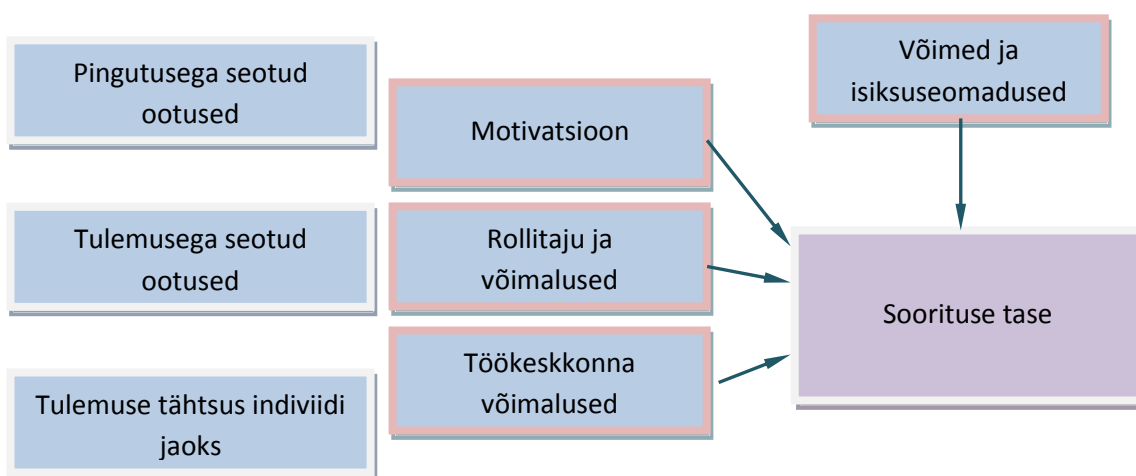 Pingutusega seotud
ootused
Tulemusega seotud
ootused
Tulemuse tähtsus indiviidi
jaoks
Motivatsioon
Rollitaju ja
võimalused
Töökeskkonna
võimalused
Võimed ja
isiksuseomadused
Soorituse tase